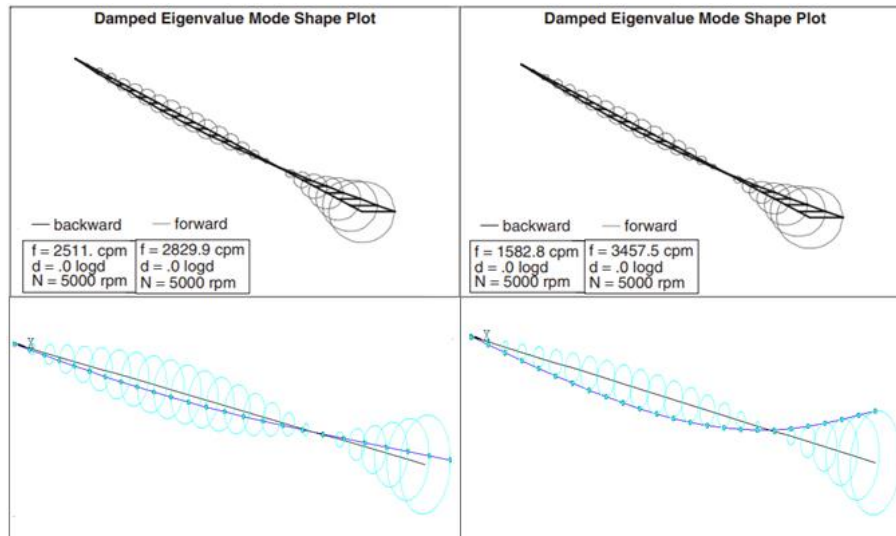 Damped Eigenvalue Mode Shape Plot
backward forward
f = 2511. cpm
d = .0 logd
N = 5000 rpm
f = 2829.9 cpm
d = .0 logd
N = 5000 rpm
Damped Eigenvalue Mode Shape Plot
backward forward
f = 1582.8 cpm
d = .0 logd
N = 5000 rpm
f = 3457.5 cpm
d = .0 logd
N = 5000 rpm
Y
Y